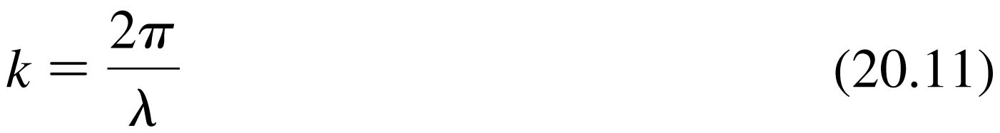 k = 2π/λ (20.11)